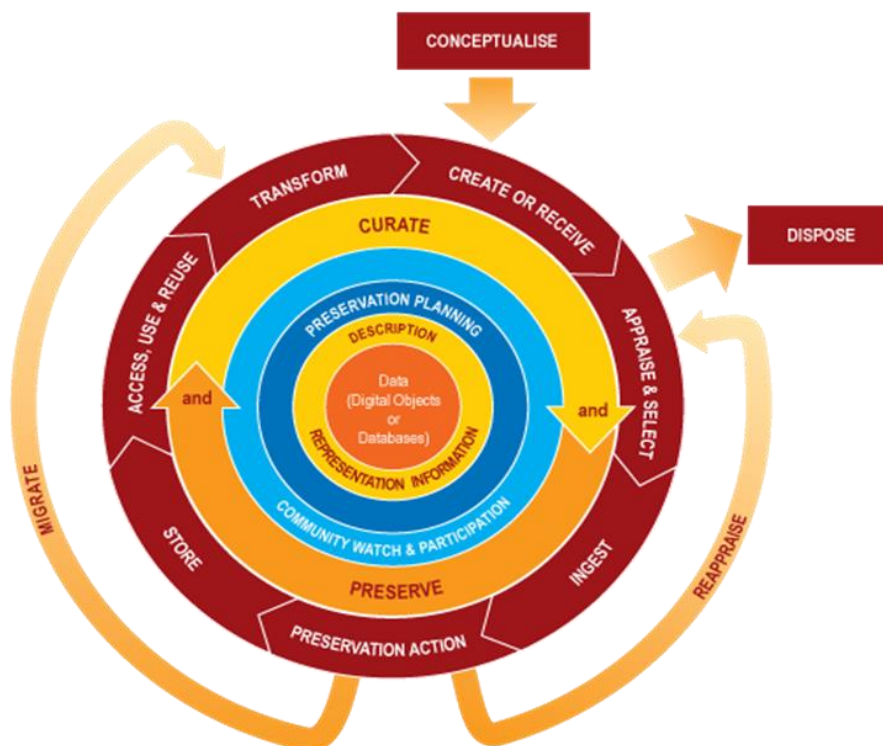 CONCEPTUALISE
TRANSFORM
CREATE OR RECEIVE
DISPOSE
CURATE
ACCESS, USE & REUSE
APPRAISE & SELECT
PRESERVATION PLANNING
DESCRIPTION
Data
(Digital Objects
or
Databases)
and
and
REPRESENTATION INFORMATION
COMMUNITY WATCH & PARTICIPATION
MIGRATE
STORE
INGEST
REAPPRAISE
PRESERVE
PRESERVATION ACTION